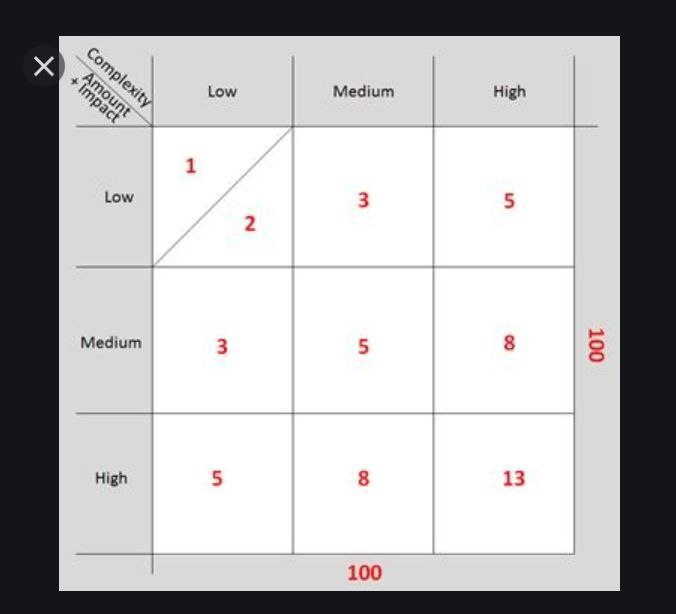 Complexity
Amount
× Impact
Low Medium High
Low 1 2 3 5
Medium 3 5 8
High 5 8 13
100
100